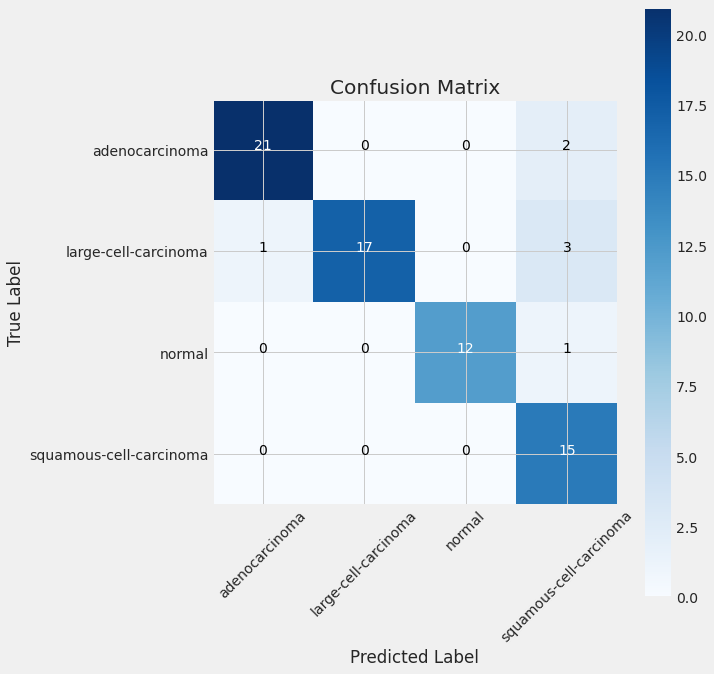 Confusion Matrix
True Label
adenocarcinoma 21 0 0 2
large-cell-carcinoma 1 17 0 3
normal 0 0 12 1
squamous-cell-carcinoma 0 0 0 15
adenocarcinoma
large-cell-carcinoma
normal
squamous-cell-carcinoma
Predicted Label
20.0
17.5
15.0
12.5
10.0
7.5
5.0
2.5
0.0